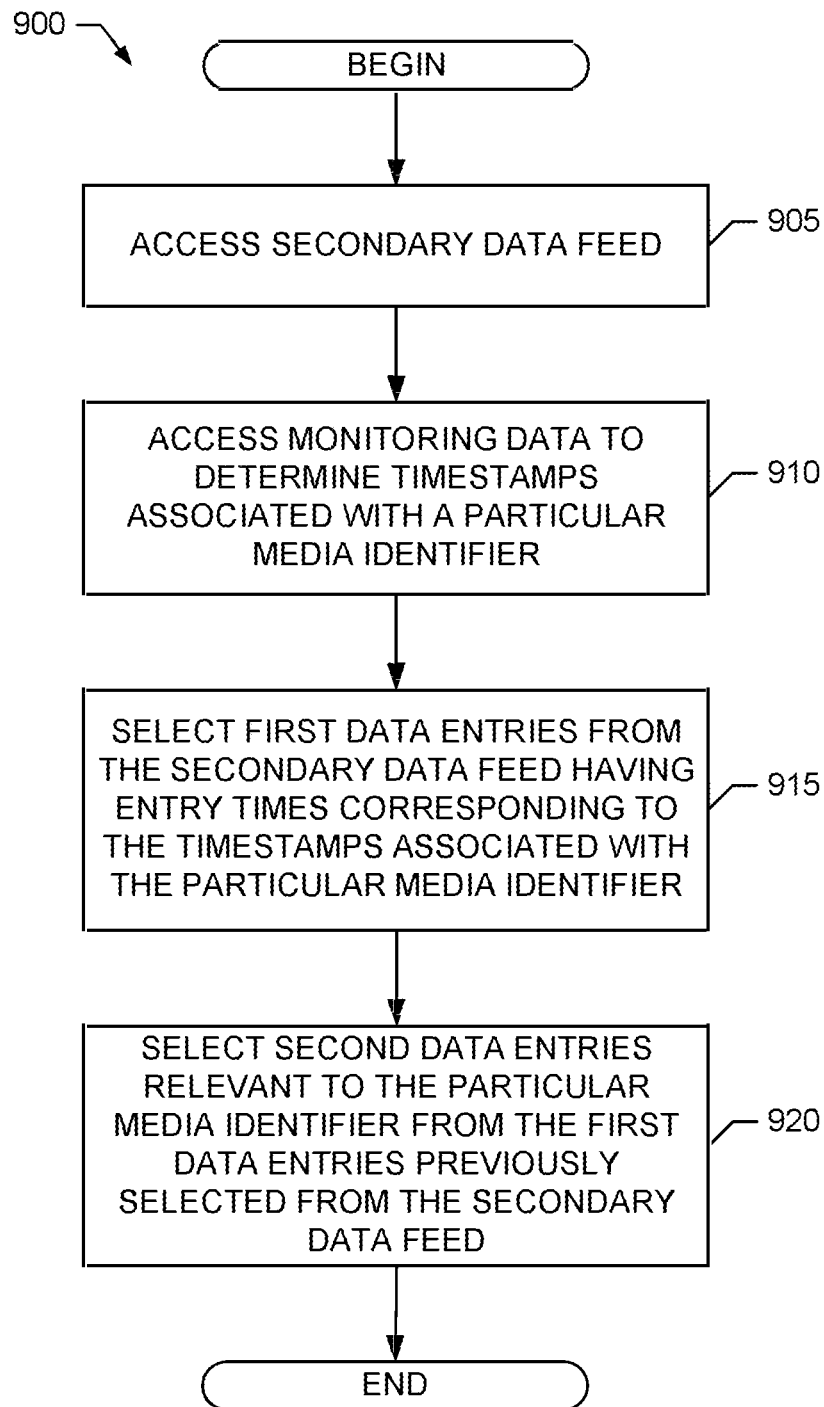 900
BEGIN
ACCESS SECONDARY DATA FEED
905
ACCESS MONITORING DATA TO
DETERMINE TIMESTAMPS
ASSOCIATED WITH A PARTICULAR
MEDIA IDENTIFIER
910
SELECT FIRST DATA ENTRIES FROM
THE SECONDARY DATA FEED HAVING
ENTRY TIMES CORRESPONDING TO
THE TIMESTAMPS ASSOCIATED WITH
THE PARTICULAR MEDIA IDENTIFIER
915
SELECT SECOND DATA ENTRIES
RELEVANT TO THE PARTICULAR
MEDIA IDENTIFIER FROM THE FIRST
DATA ENTRIES PREVIOUSLY
SELECTED FROM THE SECONDARY
DATA FEED
920
END